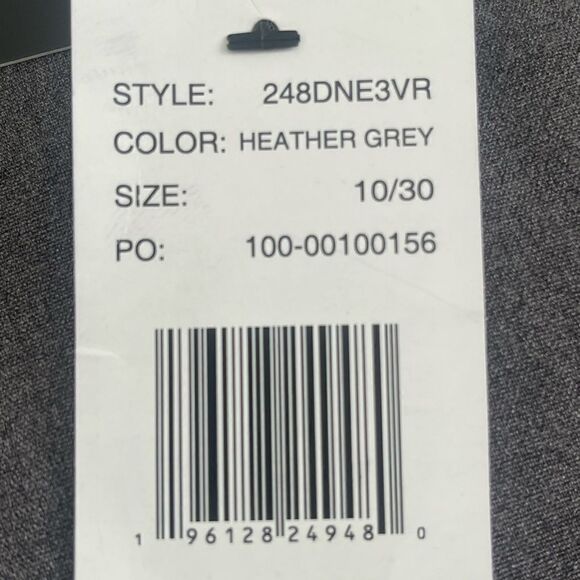 STYLE: 248DNE3VR
COLOR: HEATHER GREY
SIZE: 10/30
PO: 100-00100156
1 96128 24948 0